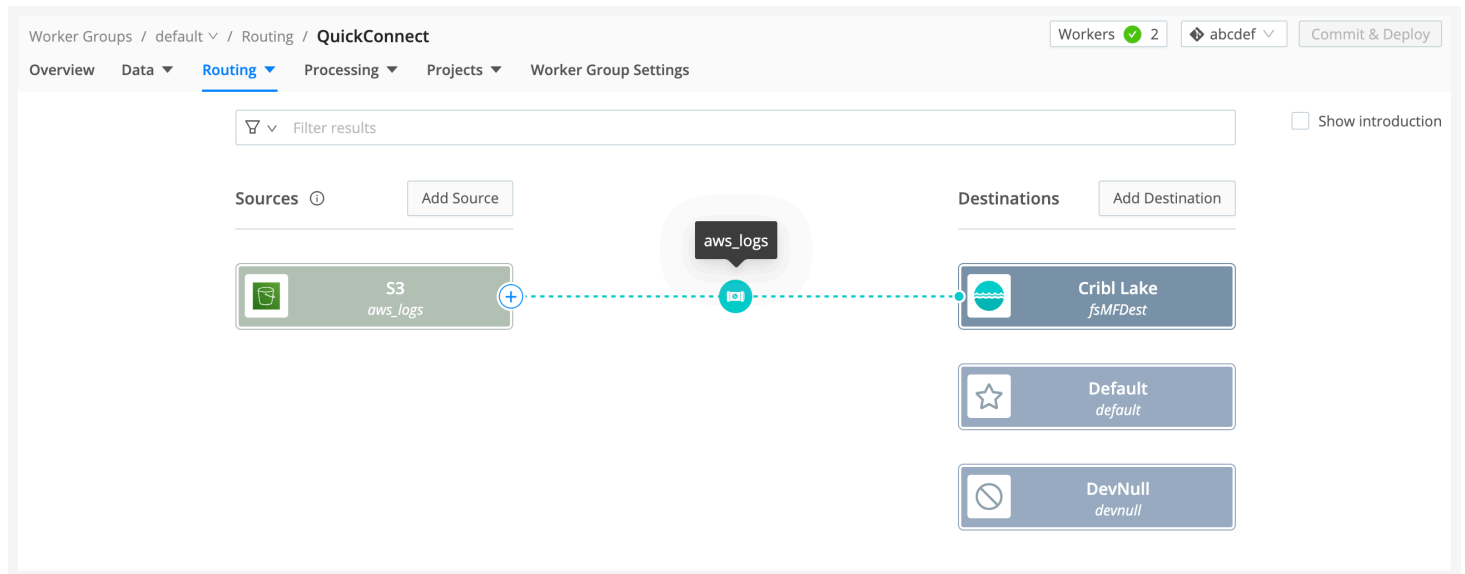 Worker Groups / default / Routing / QuickConnect
Workers 2
abcdef
Commit & Deploy
Overview Data Routing Processing Projects Worker Group Settings
Filter results
Show introduction
Sources
Add Source
Destinations
Add Destination
aws_logs
S3
aws_logs
Cribl Lake
fsMFDest
Default
default
DevNull
devnull